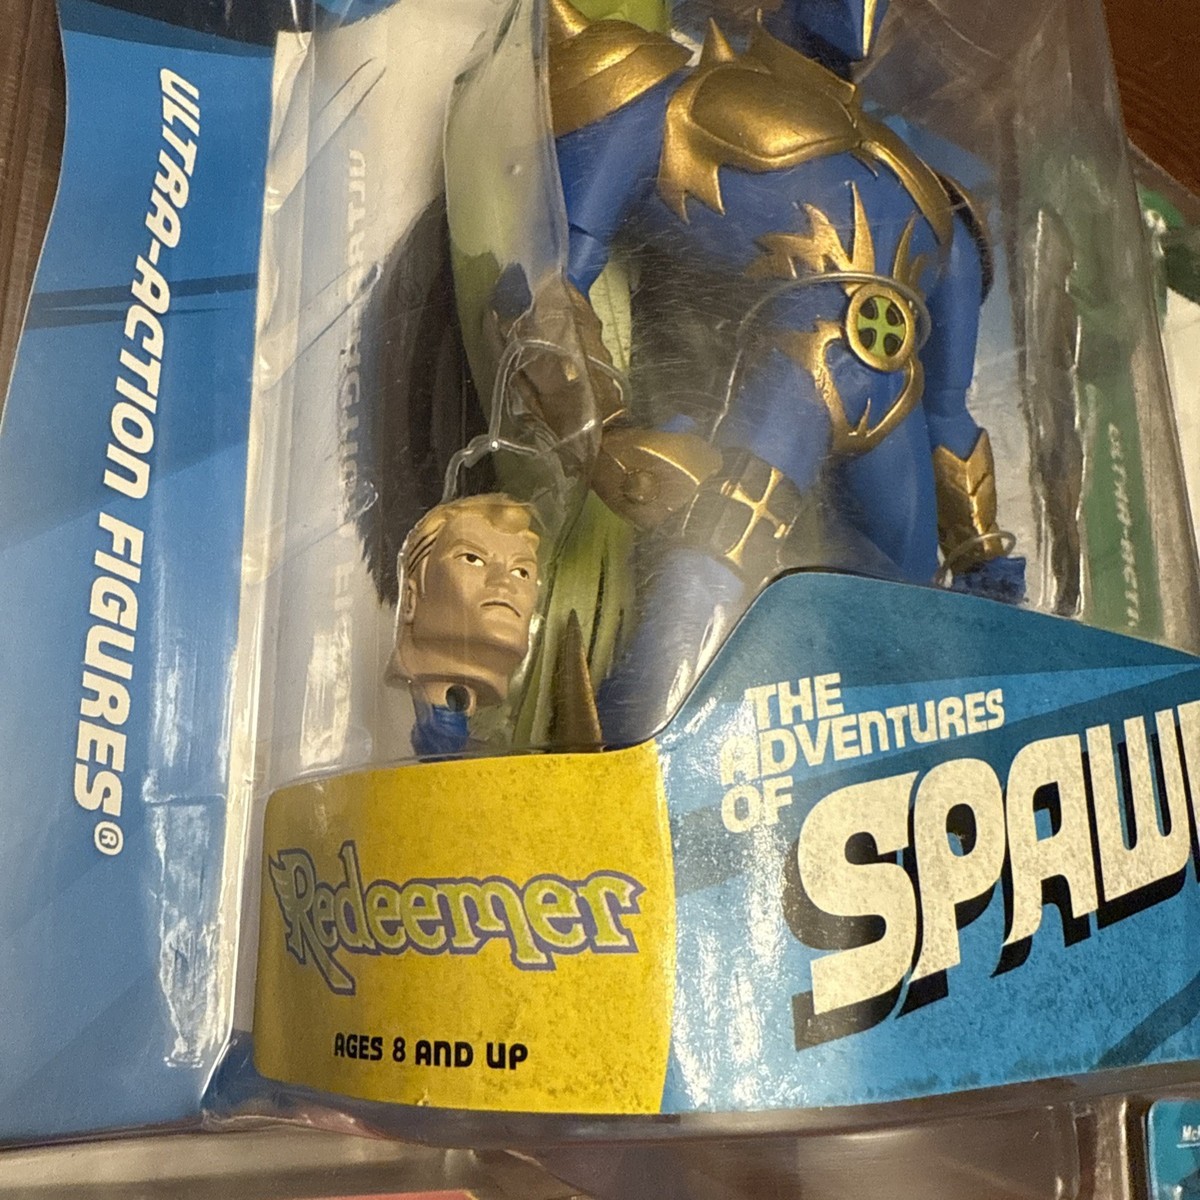 ULTRA-ACTION FIGURES®
THE
ADVENTURES
OF
SPAW
Redeemer
AGES 8 AND UP